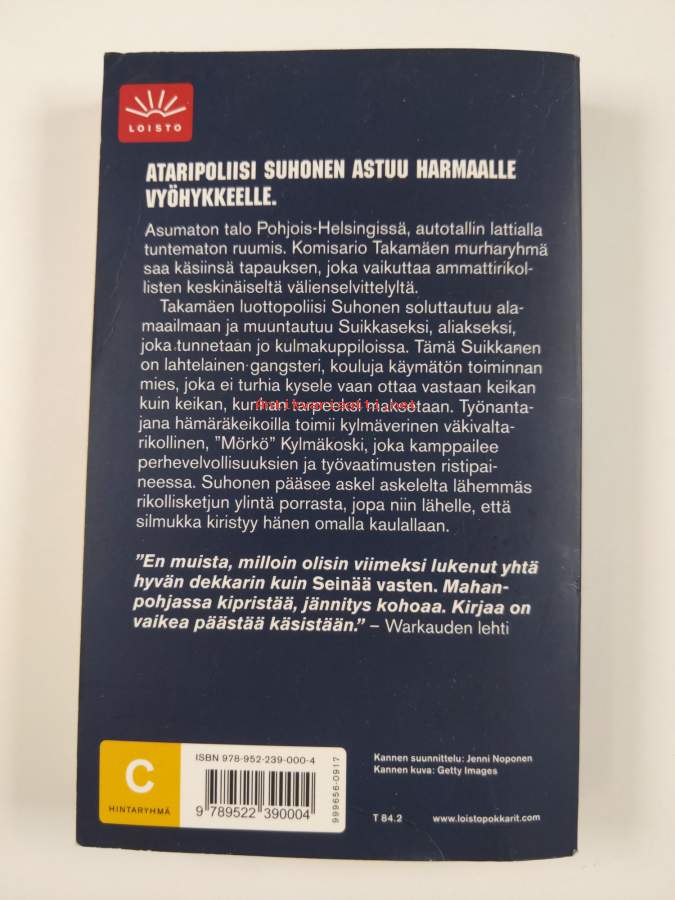 LOISTO
ATARIPOLIISI SUHONEN ASTUU HARMAALLE
VYÖHYKKEELLE.
Asumaton talo Pohjois-Helsingissä, autotallin lattialla
tuntematon ruumis. Komisario Takamäen murharyhmä
saa käsiinsä tapauksen, joka vaikuttaa ammattirikol-
listen keskinäiseltä välienselvittelyltä.
Takamäen luottopoliisi Suhonen soluttautuu ala-
maailmaan ja muuntautuu Suikkaseksi, aliakseksi,
joka tunnetaan jo kulmakuppiloissa. Tämä Suikkanen
on lahtelainen gangsteri, kouluja käymätön toiminnan
mies, joka ei turhia kysele vaan ottaa vastaan keikan
kuin keikan, kunhan tarpeeksi maksetaan. Työnanta-
jana hämäräkeikoilla toimii kylmäverinen väkivalta-
rikollinen, ”Mörkö” Kylmäkoski, joka kamppailee
perhevelvollisuuksien ja työvaatimusten ristipai-
neessa. Suhonen pääsee askel askelelta lähemmäs
rikollisketjun ylintä porrasta, jopa niin lähelle, että
silmukka kiristyy hänen omalla kaulallaan.
”En muista, milloin olisin viimeksi lukenut yhtä
hyvän dekkarin kuin Seinää vasten. Mahan-
pohjassa kipristää, jännitys kohoaa. Kirjaa on
vaikea päästää käsistään.” – Warkauden lehti
C
HINTARYHMÄ
ISBN 978-952-239-000-4
9 789522 390004
999656-0917
Kannen suunnittelu: Jenni Noponen
Kannen kuva: Getty Images
T 84.2
www.loistopokkarit.com